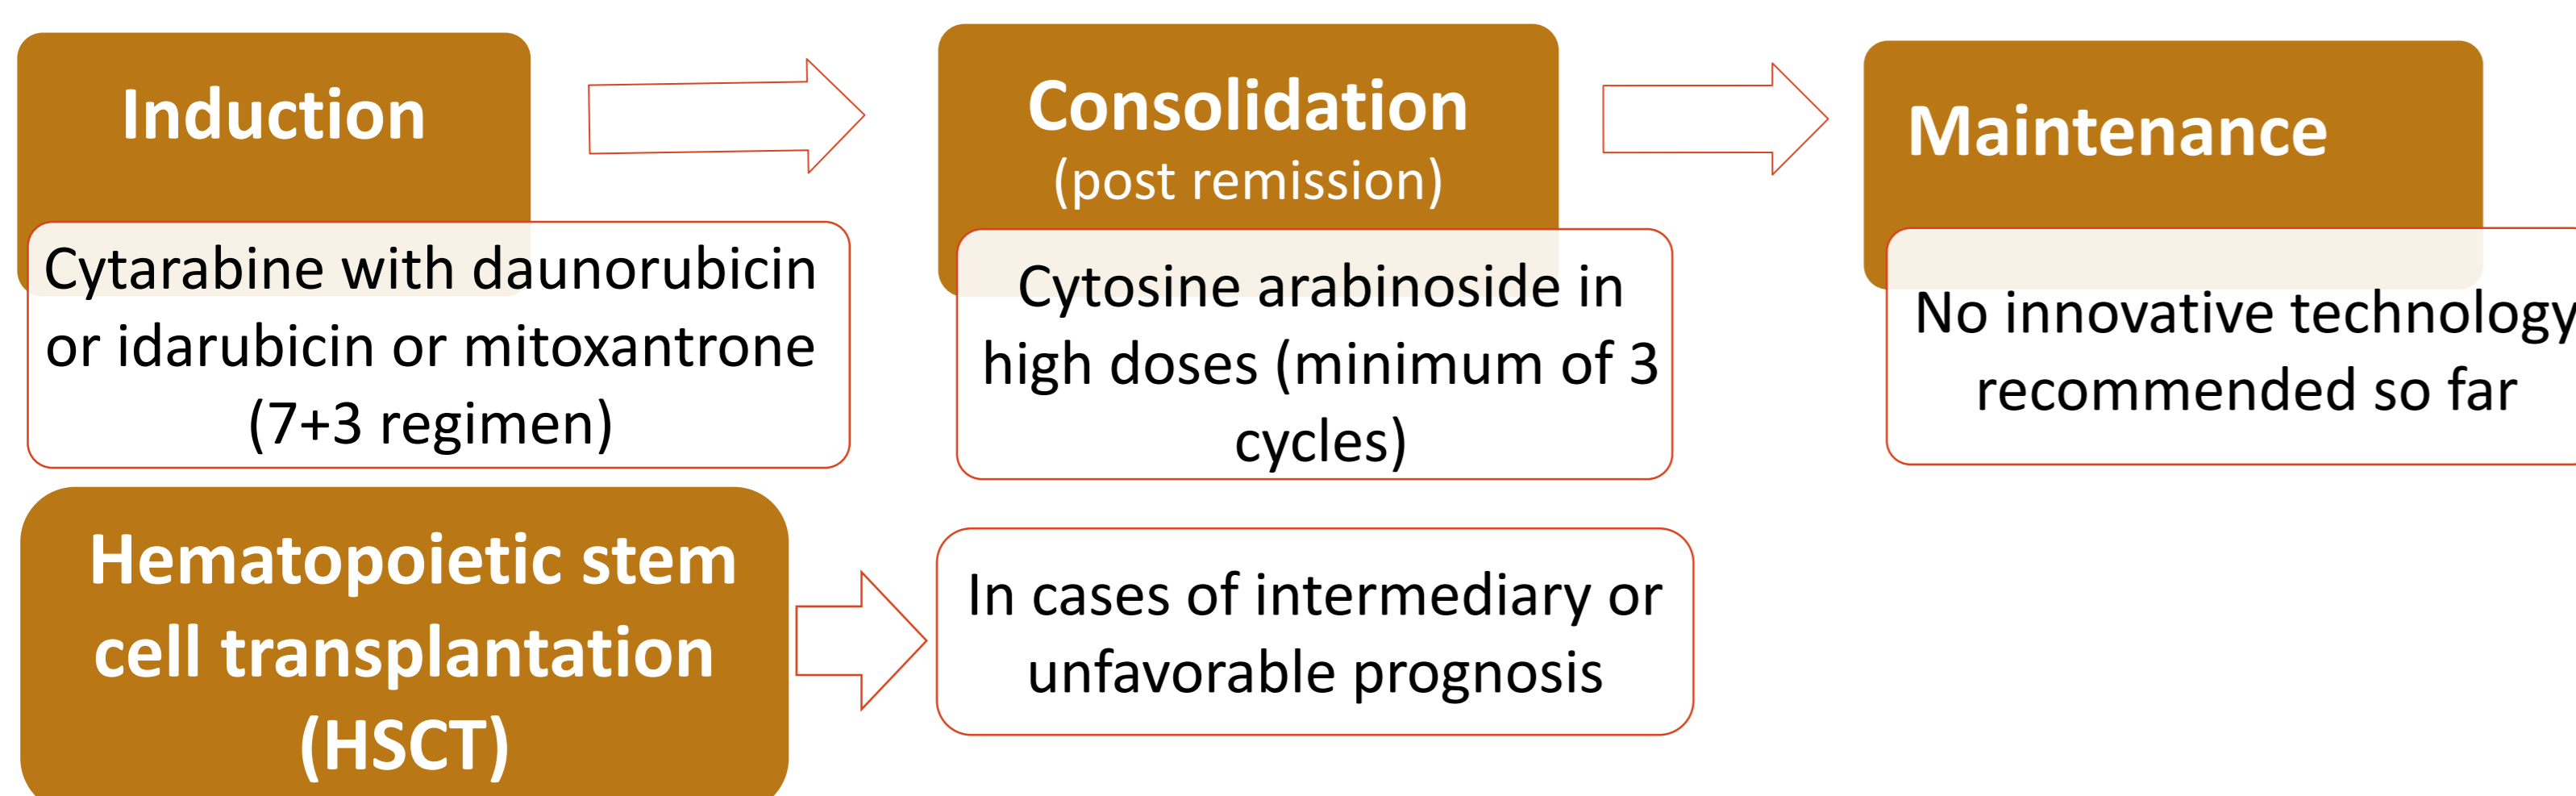 Induction
Cytarabine with daunorubicin
or idarubicin or mitoxantrone
(7+3 regimen)
Consolidation
(post remission)
Cytosine arabinoside in
high doses (minimum of 3
cycles)
Maintenance
No innovative technology
recommended so far
Hematopoietic stem
cell transplantation
(HSCT)
In cases of intermediary or
unfavorable prognosis